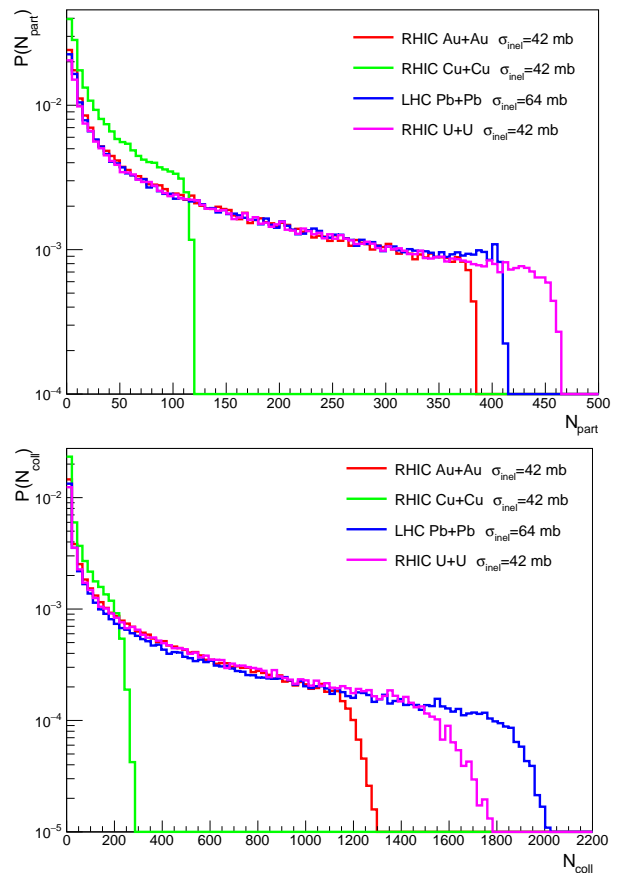 P(N_part)
RHIC Au+Au σ_inel=42 mb
RHIC Cu+Cu σ_inel=42 mb
LHC Pb+Pb σ_inel=64 mb
RHIC U+U σ_inel=42 mb
10^−2
10^−3
10^−4
0 50 100 150 200 250 300 350 400 450 500
N_part
P(N_coll)
RHIC Au+Au σ_inel=42 mb
RHIC Cu+Cu σ_inel=42 mb
LHC Pb+Pb σ_inel=64 mb
RHIC U+U σ_inel=42 mb
10^−2
10^−3
10^−4
10^−5
0 200 400 600 800 1000 1200 1400 1600 1800 2000 2200
N_coll